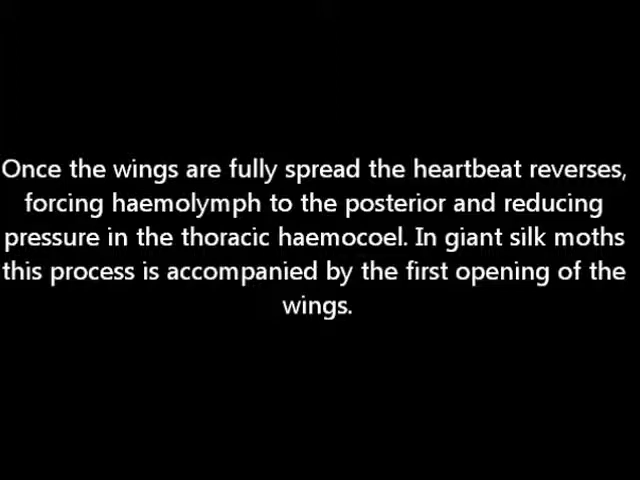 Once the wings are fully spread the heartbeat reverses,
forcing haemolymph to the posterior and reducing
pressure in the thoracic haemocoel. In giant silk moths
this process is accompanied by the first opening of the
wings.